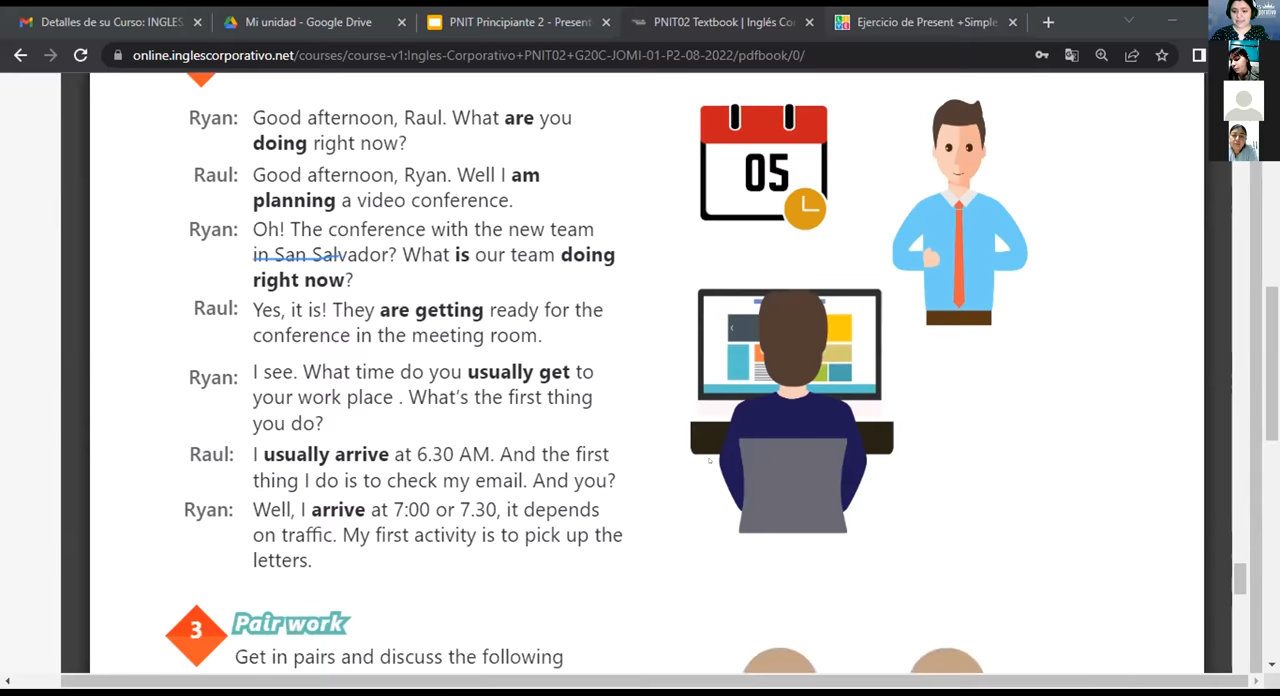 Detalles de su Curso: INGLES
Mi unidad - Google Drive
PNIT Principiante 2 - Present
PNIT02 Textbook | Inglés Co
Ejercicio de Present +Simple
online.inglescorporativo.net/courses/course-v1:Ingles-Corporativo+PNIT02+G20C-JOMI-01-P2-08-2022/pdfbook/0/
Ryan: Good afternoon, Raul. What are you
doing right now?
Raul: Good afternoon, Ryan. Well I am
planning a video conference.
Ryan: Oh! The conference with the new team
in San Salvador? What is our team doing
right now?
Raul: Yes, it is! They are getting ready for the
conference in the meeting room.
Ryan: I see. What time do you usually get to
your work place . What's the first thing
you do?
Raul: I usually arrive at 6.30 AM. And the first
thing I do is to check my email. And you?
Ryan: Well, I arrive at 7:00 or 7.30, it depends
on traffic. My first activity is to pick up the
letters.
05
3 Pair work
Get in pairs and discuss the following